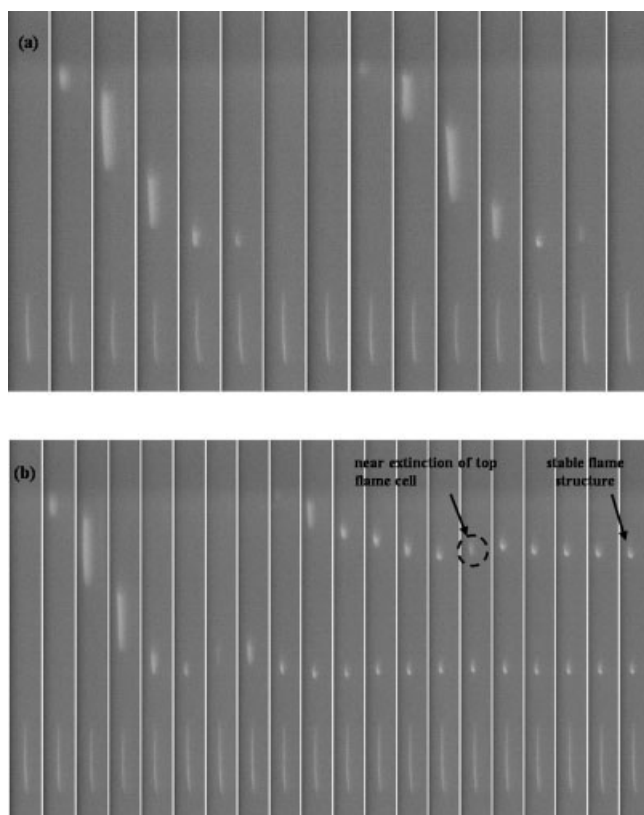 (a)
(b)
near extinction of top
flame cell
stable flame
structure